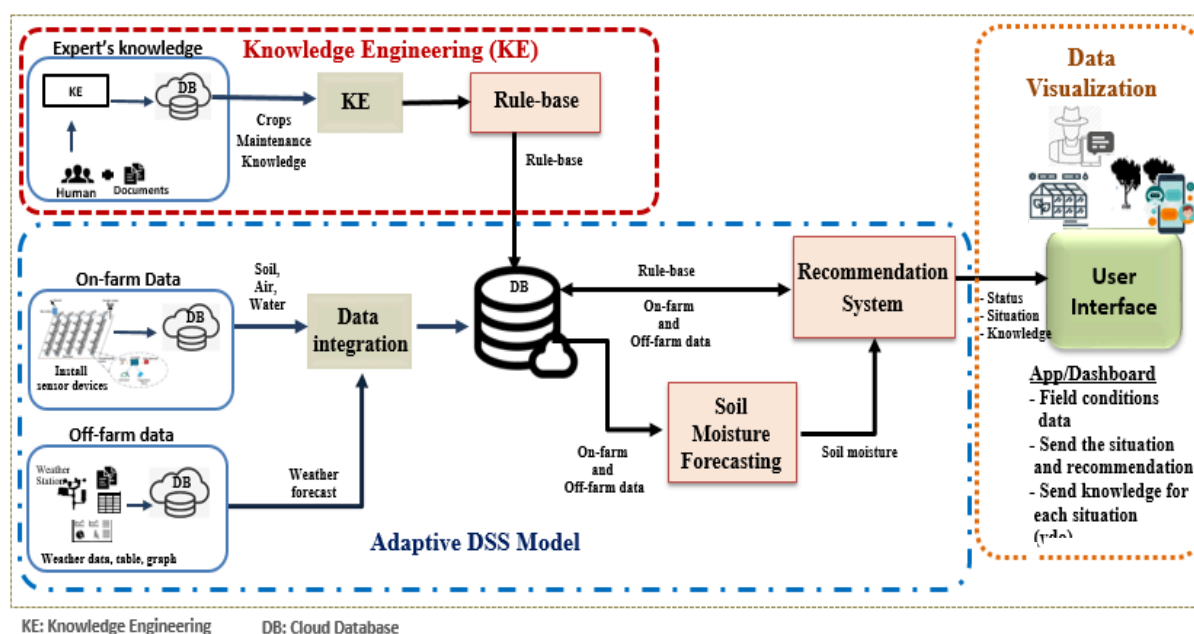 Expert's knowledge
Knowledge Engineering (KE)
KE
DB
Human
Documents
Crops
Maintenance
Knowledge
KE
Rule-base
Rule-base
On-farm Data
DB
Install
sensor devices
Soil,
Air,
Water
Data
integration
Off-farm data
Weather
Station
DB
Weather data, table, graph
Weather
forecast
DB
Rule-base
On-farm
and
Off-farm data
On-farm
and
Off-farm data
Soil
Moisture
Forecasting
Soil moisture
Recommendation
System
Adaptive DSS Model
Data
Visualization
- Status
- Situation
- Knowledge
User
Interface
App/Dashboard
- Field conditions
data
- Send the situation
and recommendation
- Send knowledge for
each situation
KE: Knowledge Engineering
DB: Cloud Database